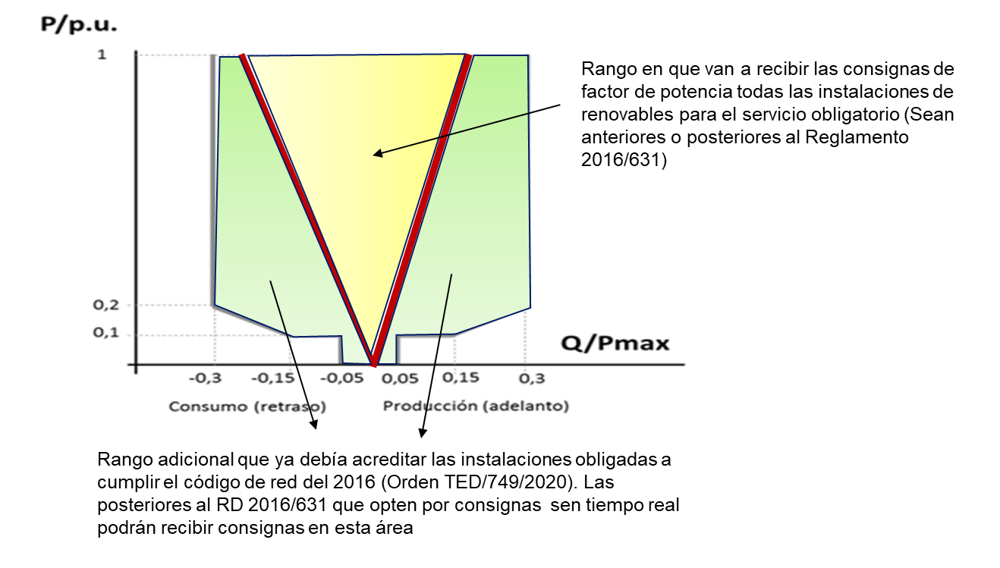 P/p.u.
1
Rango en que van a recibir las consignas de
factor de potencia todas las instalaciones de
renovables para el servicio obligatorio (Sean
anteriores o posteriores al Reglamento
2016/631)
0,2
0,1
Q/Pmax
-0,3 -0,15 -0,05 0,05 0,15 0,3
Consumo (retraso) Producción (adelanto)
Rango adicional que ya debía acreditar las instalaciones obligadas a
cumplir el código de red del 2016 (Orden TED/749/2020). Las
posteriores al RD 2016/631 que opten por consignas sen tiempo real
podrán recibir consignas en esta área